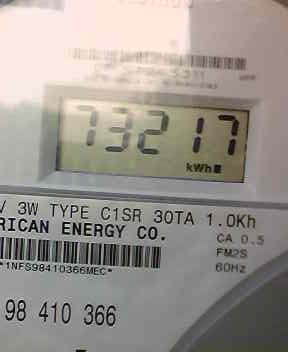 73217
kWh
V 3W TYPE C1SR 30TA 1.0Kh
RICAN ENERGY CO.
CA 0.5
FM2S
60Hz
*1NFS98410366MEC*
98 410 366